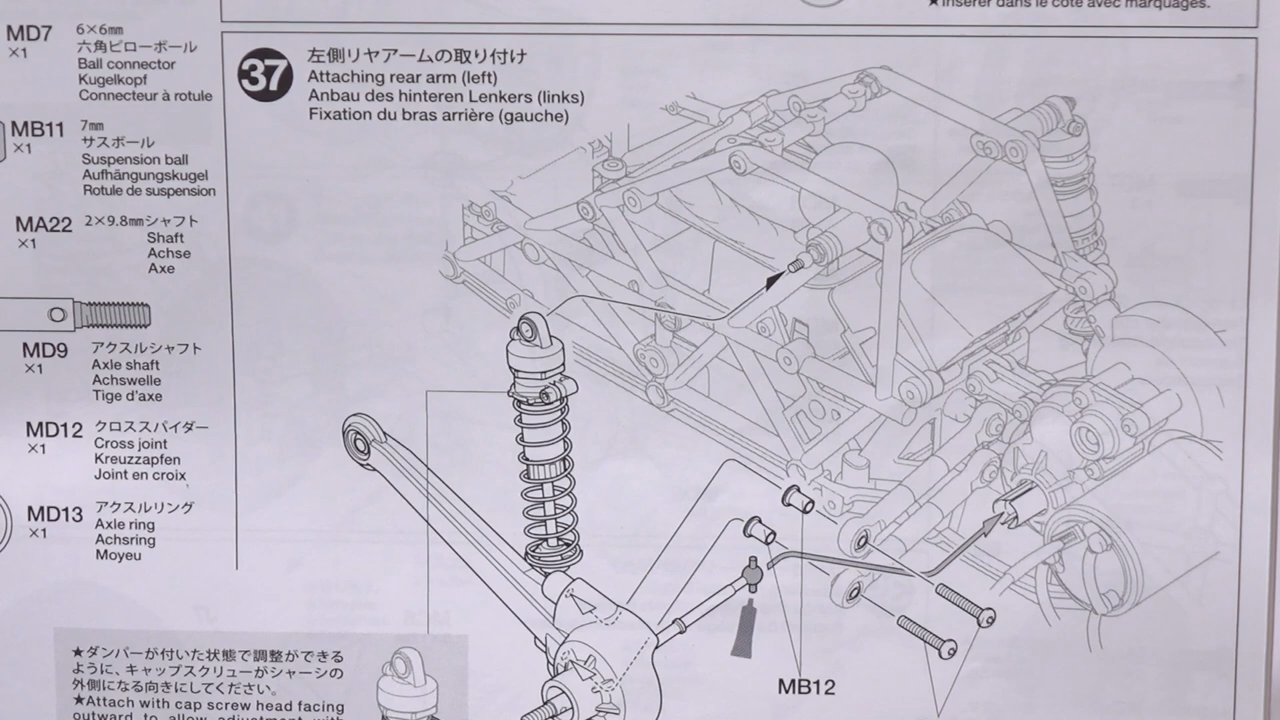 MD7
×1
6×6mm
六角ピローボール
Ball connector
Kugelkopf
Connecteur à rotule
MB11
×1
7mm
サスボール
Suspension ball
Aufhängungskugel
Rotule de suspension
MA22
×1
2×9.8mmシャフト
Shaft
Achse
Axe
MD9
×1
アクスルシャフト
Axle shaft
Achswelle
Tige d'axe
MD12
×1
クロススパイダー
Cross joint
Kreuzzapfen
Joint en croix
MD13
×1
アクスルリング
Axle ring
Achsring
Moyeu
★Insérer dans le côté avec marquages.
37
左側リヤアームの取り付け
Attaching rear arm (left)
Anbau des hinteren Lenkers (links)
Fixation du bras arrière (gauche)
MB12
★ダンパーが付いた状態で調整ができる
ように、キャップスクリューがシャーシの
外側になる向きにしてください。
★Attach with cap screw head facing
outward to allow adjustment with